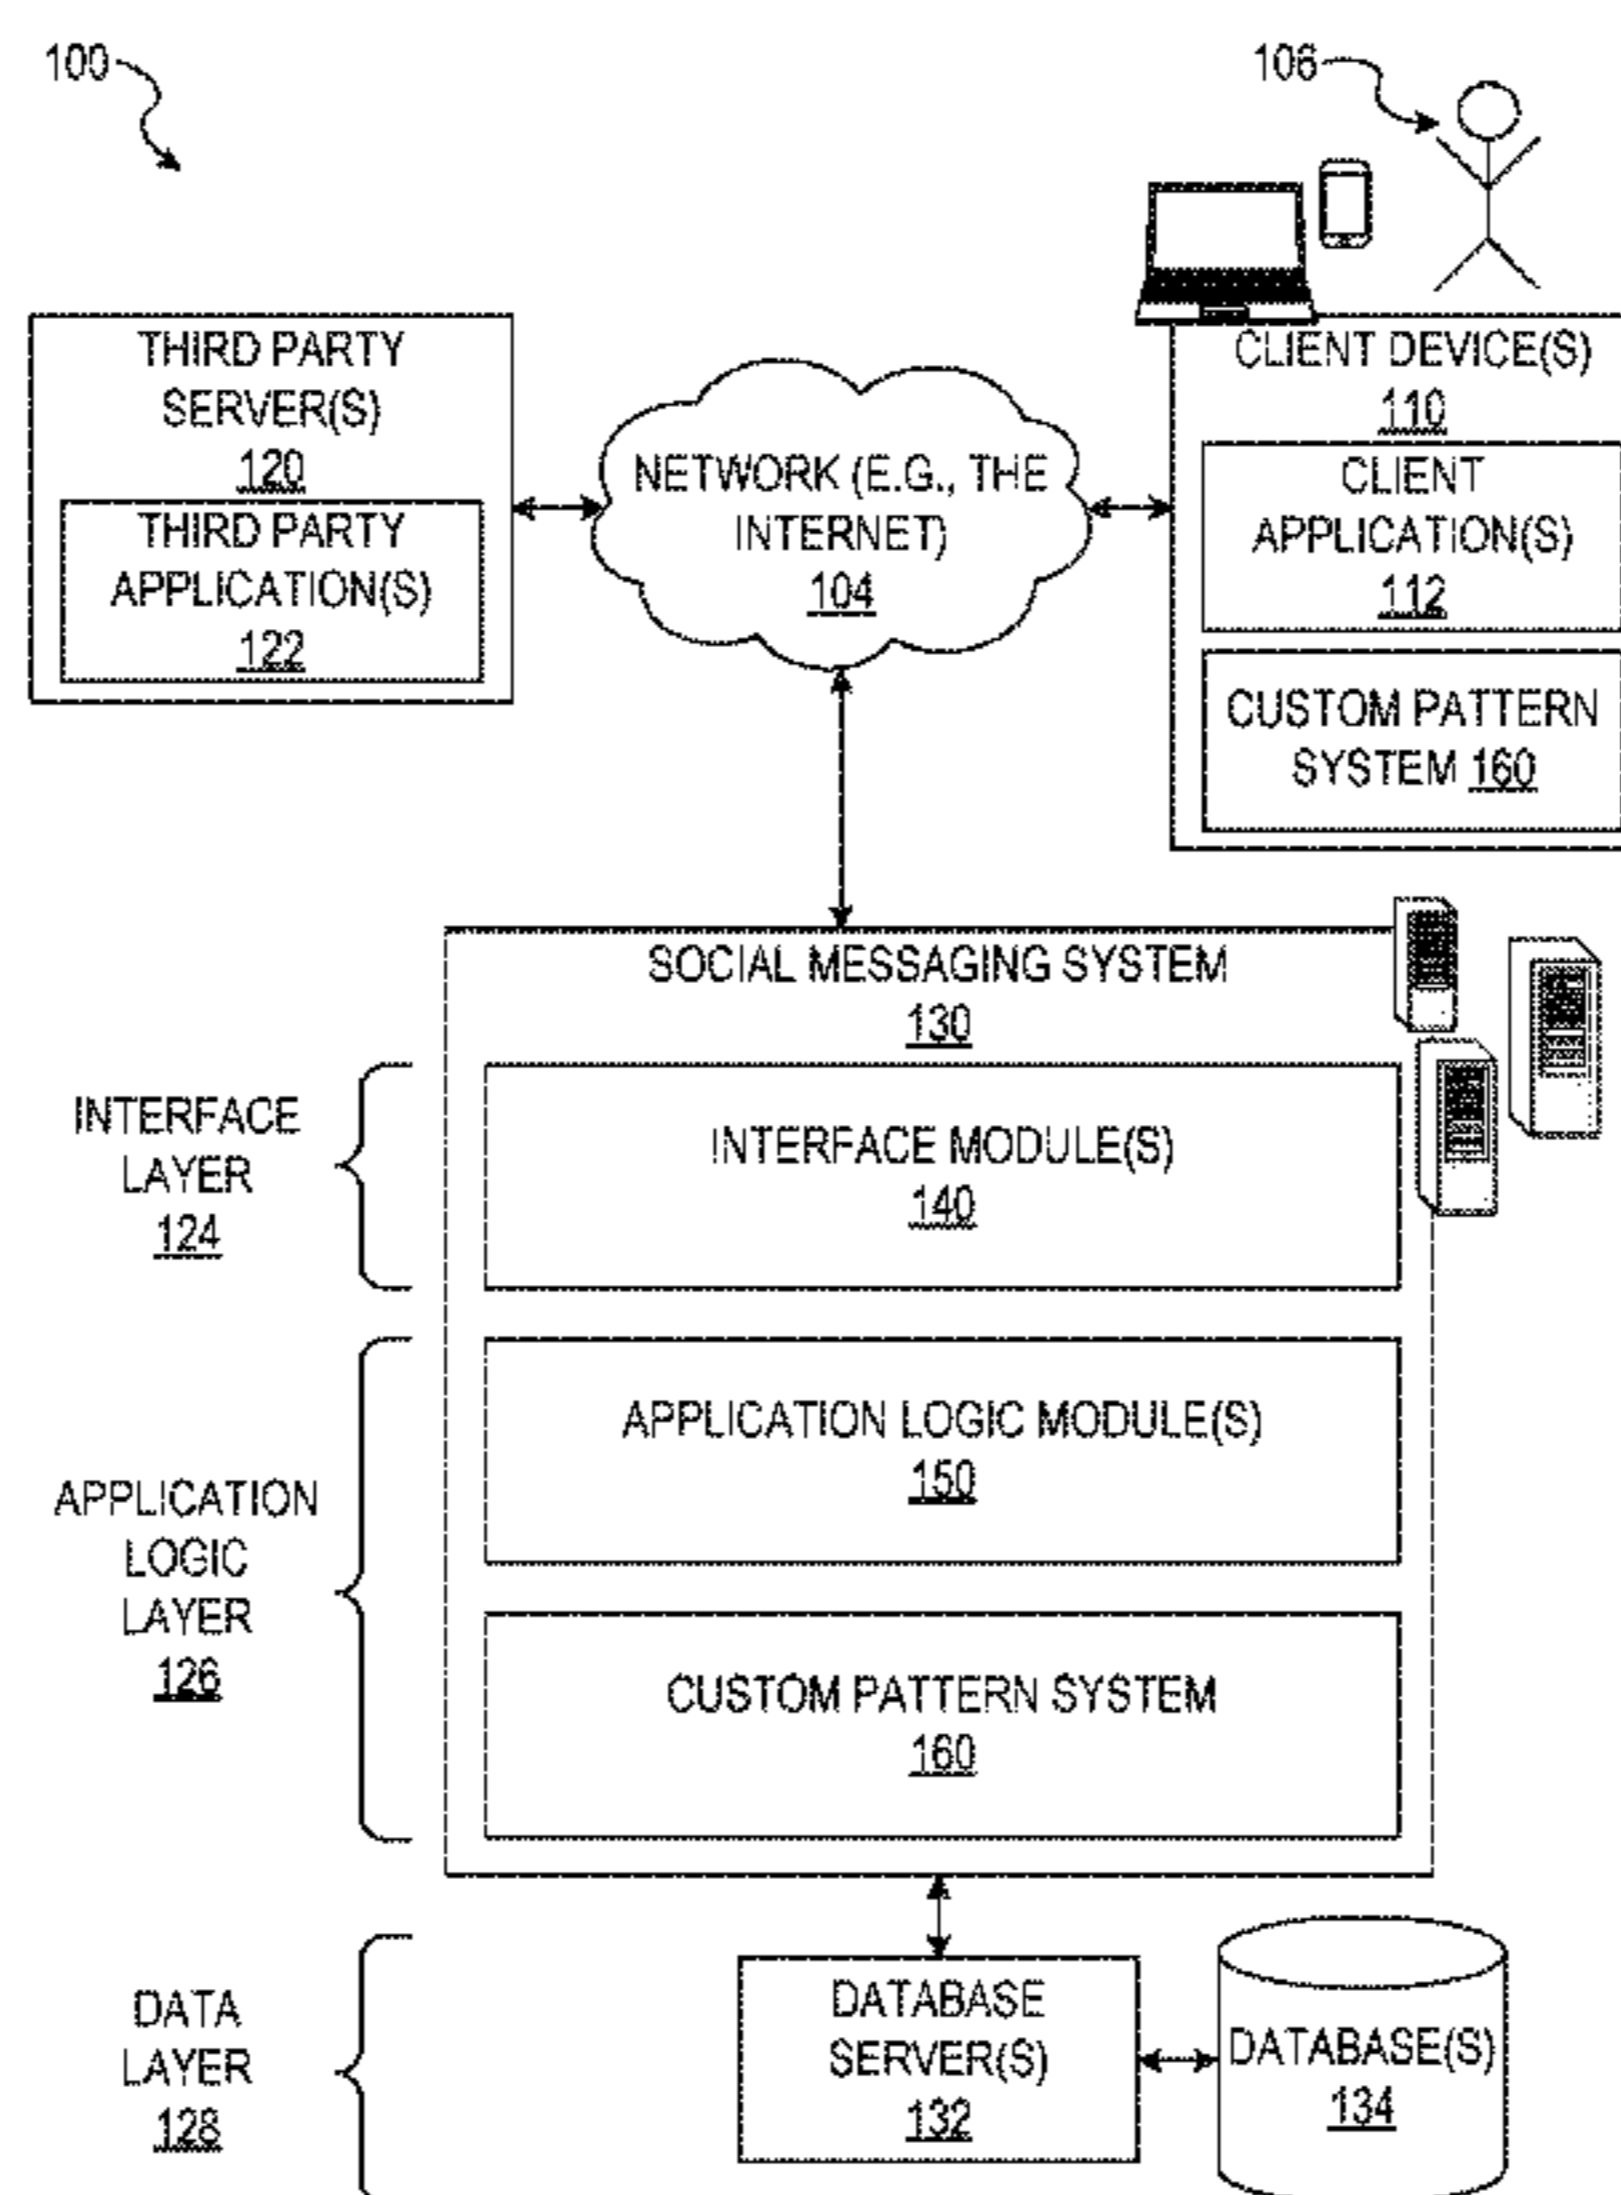 100
106
THIRD PARTY
SERVER(S)
120
THIRD PARTY
APPLICATION(S)
122
NETWORK (E.G., THE
INTERNET)
104
CLIENT DEVICE(S)
110
CLIENT
APPLICATION(S)
112
CUSTOM PATTERN
SYSTEM 160
SOCIAL MESSAGING SYSTEM
130
INTERFACE
LAYER
124
INTERFACE MODULE(S)
140
APPLICATION
LOGIC
LAYER
126
APPLICATION LOGIC MODULE(S)
150
CUSTOM PATTERN SYSTEM
160
DATA
LAYER
128
DATABASE
SERVER(S)
132
DATABASE(S)
134